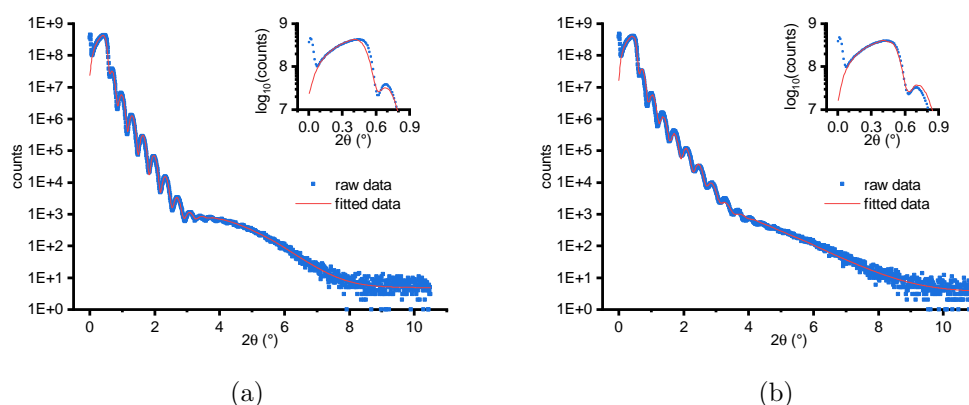 1E+9
1E+8
1E+7
1E+6
1E+5
1E+4
1E+3
1E+2
1E+1
1E+0
counts
0 2 4 6 8 10
2θ (°)
9
8
7
log10(counts)
0.0 0.3 0.6 0.9
2θ (°)
raw data
fitted data
(a)
1E+9
1E+8
1E+7
1E+6
1E+5
1E+4
1E+3
1E+2
1E+1
1E+0
counts
0 2 4 6 8 10
2θ (°)
9
8
7
log10(counts)
0.0 0.3 0.6 0.9
2θ (°)
raw data
fitted data
(b)